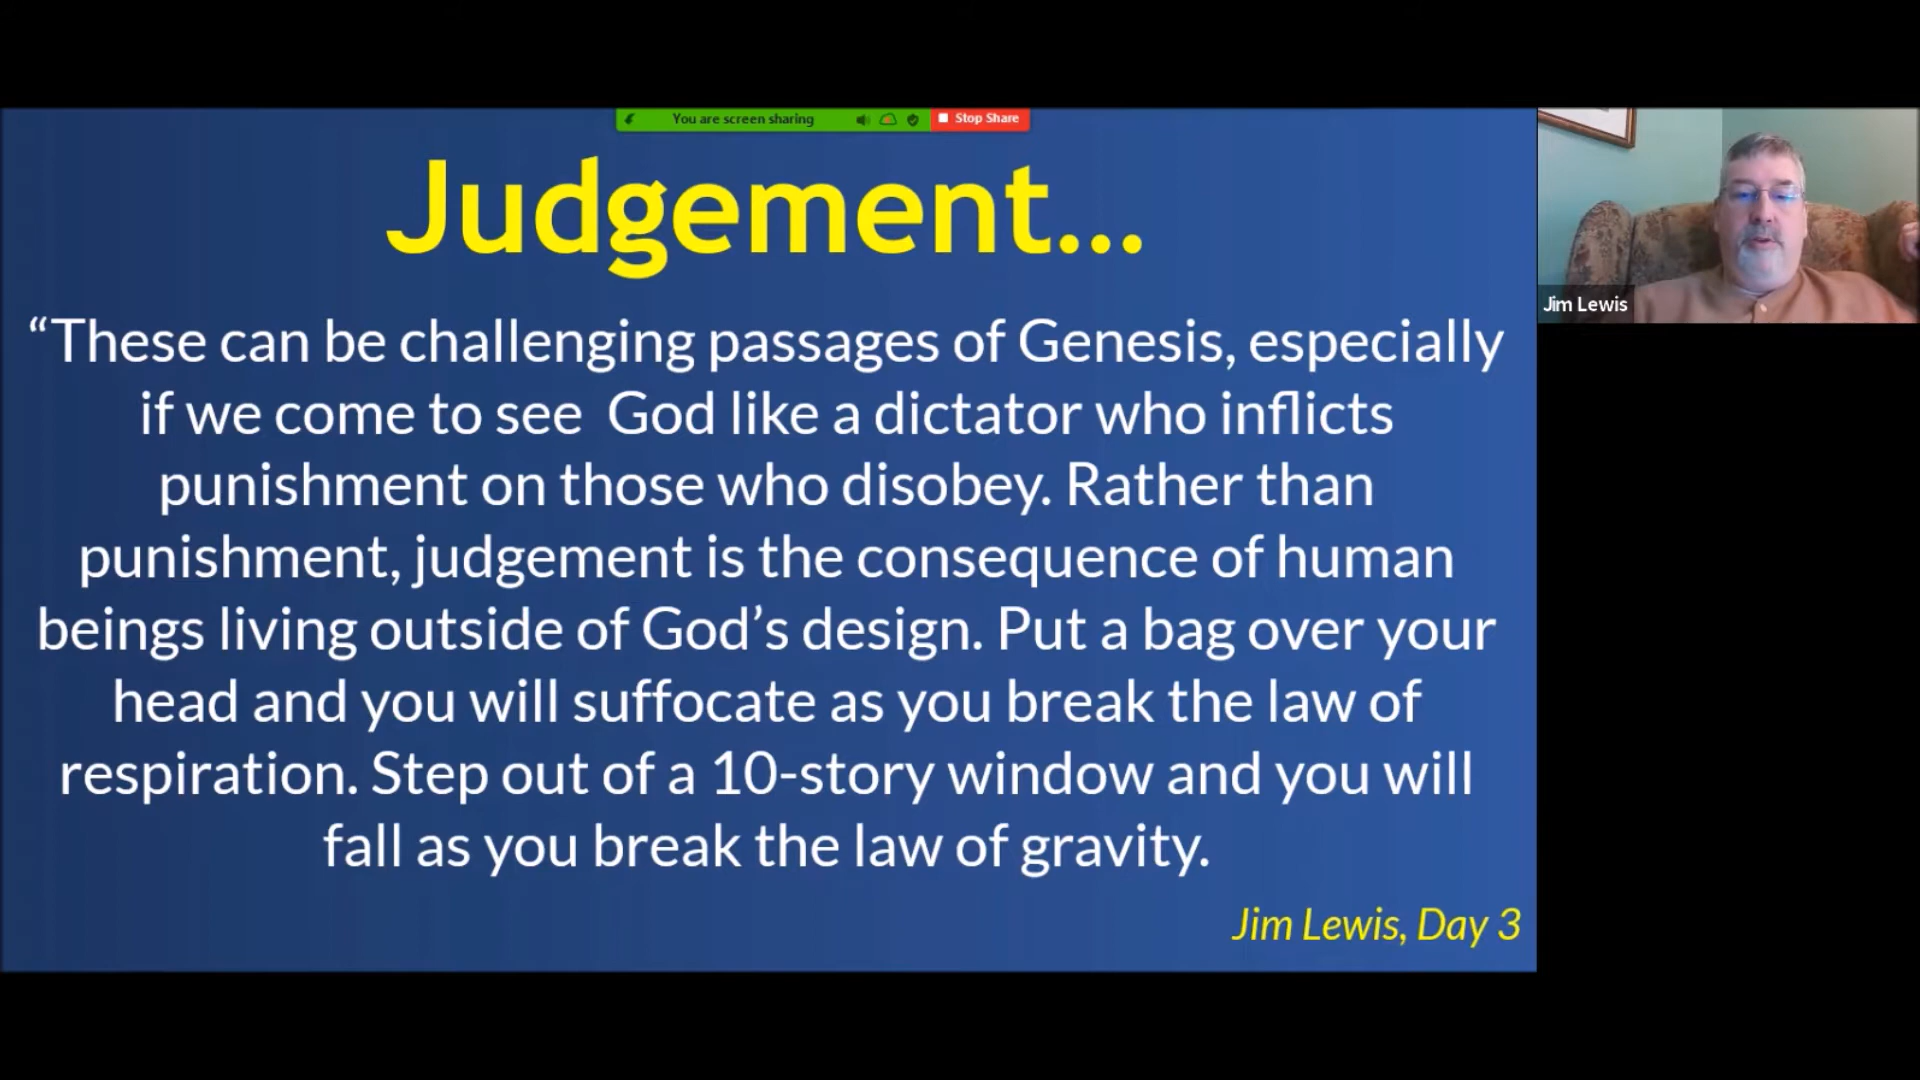 You are screen sharing
Stop Share
Judgement...
“These can be challenging passages of Genesis, especially
if we come to see God like a dictator who inflicts
punishment on those who disobey. Rather than
punishment, judgement is the consequence of human
beings living outside of God’s design. Put a bag over your
head and you will suffocate as you break the law of
respiration. Step out of a 10-story window and you will
fall as you break the law of gravity.
Jim Lewis, Day 3
Jim Lewis